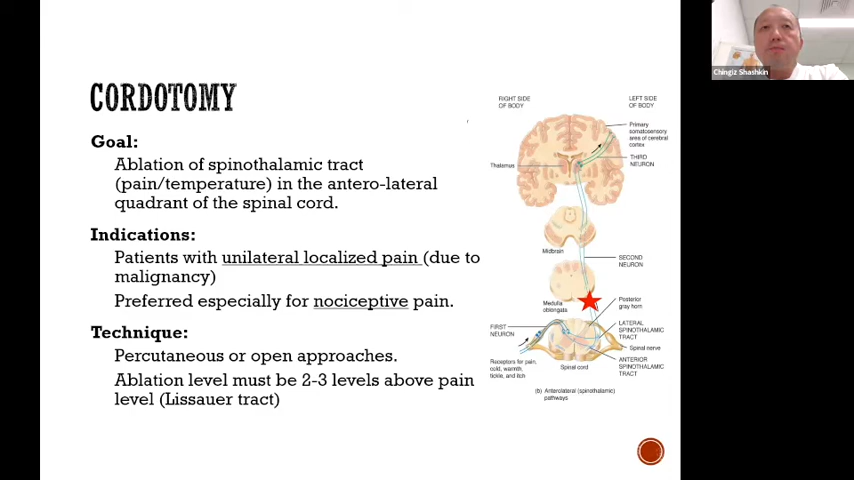 CORDOTOMY
Goal:
Ablation of spinothalamic tract
(pain/temperature) in the antero-lateral
quadrant of the spinal cord.
Indications:
Patients with unilateral localized pain (due to
malignancy)
Preferred especially for nociceptive pain.
Technique:
Percutaneous or open approaches.
Ablation level must be 2-3 levels above pain
level (Lissauer tract)
RIGHT SIDE
OF BODY
LEFT SIDE
OF BODY
Primary
somatosensory
area of cerebral
cortex
THIRD
NEURON
Thalamus
Midbrain
SECOND
NEURON
Medulla
oblongata
Posterior
gray horn
FIRST
NEURON
LATERAL
SPINOTHALAMIC
TRACT
Spinal nerve
ANTERIOR
SPINOTHALAMIC
TRACT
Receptors for pain,
cold, warmth,
tickle, and itch
Spinal cord
(b) Anterolateral (spinothalamic)
pathways
Chingiz Shashkin